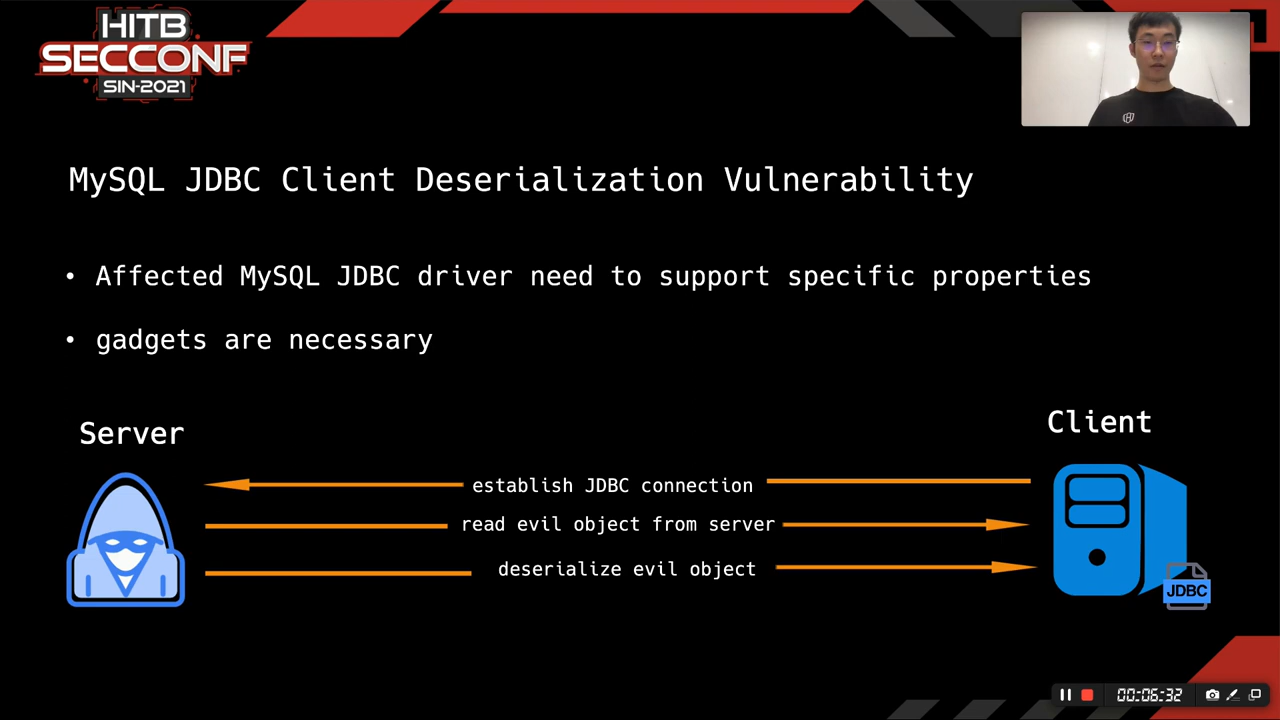 HITB
SECCONF
SIN-2021
MySQL JDBC Client Deserialization Vulnerability
• Affected MySQL JDBC driver need to support specific properties
• gadgets are necessary
Server
Client
establish JDBC connection
read evil object from server
deserialize evil object
JDBC
00:06:32